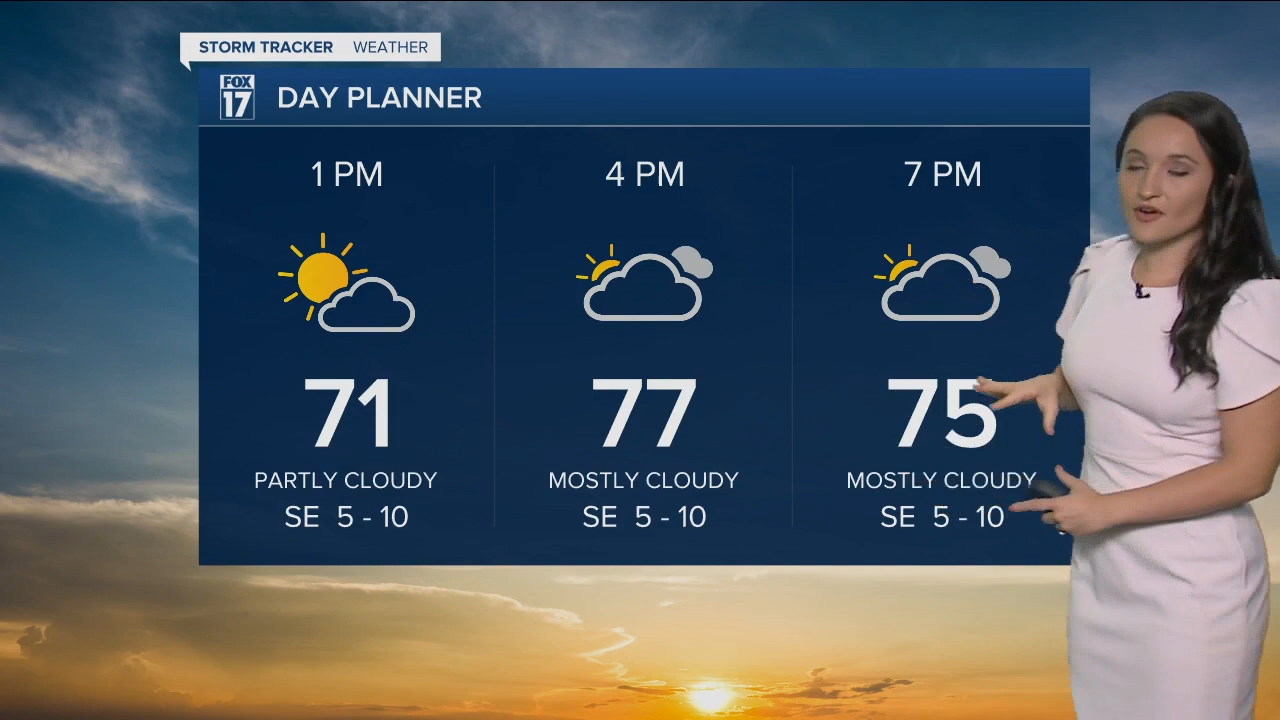 STORM TRACKER WEATHER
FOX
17
DAY PLANNER
1 PM
4 PM
7 PM
71
77
75
PARTLY CLOUDY
MOSTLY CLOUDY
MOSTLY CLOUDY
SE 5 - 10
SE 5 - 10
SE 5 - 10